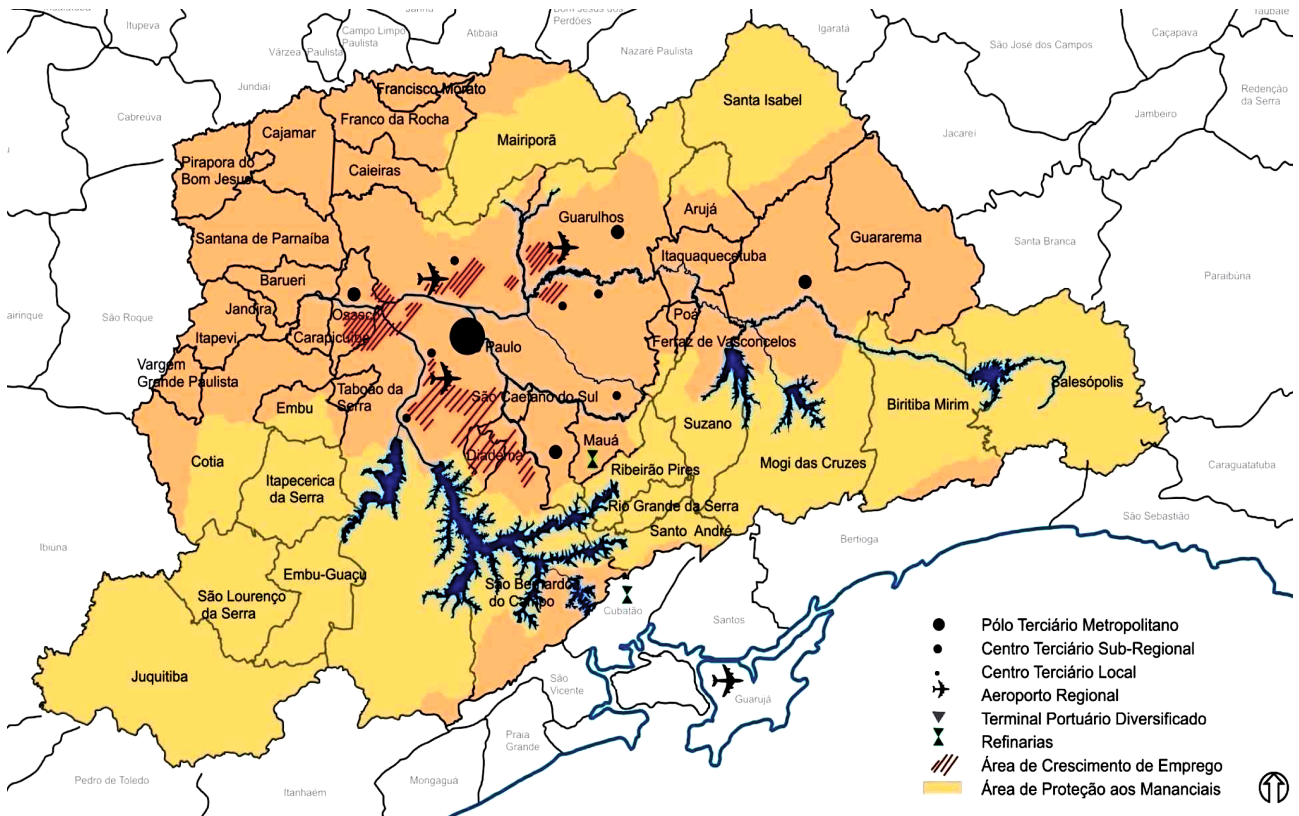 Itupeva
Campo Limpo
Paulista
Várzea Paulista
Atibaia
Bom Jesus dos
Perdões
Nazaré Paulista
Igaratá
São José dos Campos
Caçapava
Taubaté
Jundiaí
Cabreúva
Redenção
da Serra
Jambeiro
Jacareí
Francisco Morato
Franco da Rocha
Cajamar
Mairiporã
Santa Isabel
Pirapora do
Bom Jesus
Caieiras
Guarulhos
Arujá
Santana de Parnaíba
Guararema
Santa Branca
Itaquaquecetuba
Barueri
Paraibúna
São Roque
Jandira
Osasco
Poá
Itapevi
Carapicuíba
Paulo
Ferraz de Vasconcelos
Vargem
Grande Paulista
Taboão da
Serra
São Caetano do Sul
Salesópolis
Embu
Biritiba Mirim
Suzano
Mauá
Diadema
Cotia
Mogi das Cruzes
Ribeirão Pires
Caraguatatuba
Itapecerica
da Serra
Rio Grande da Serra
São Sebastião
Santo André
Bertioga
Ibiuna
Embu-Guaçu
São Bernardo
do Campo
São Lourenço
da Serra
Cubatão
Santos
Juquitiba
São
Vicente
Guarujá
Praia
Grande
Pedro de Toledo
Itanhaém
Mongaguá
Pólo Terciário Metropolitano
Centro Terciário Sub-Regional
Centro Terciário Local
Aeroporto Regional
Terminal Portuário Diversificado
Refinarias
Área de Crescimento de Emprego
Área de Proteção aos Mananciais